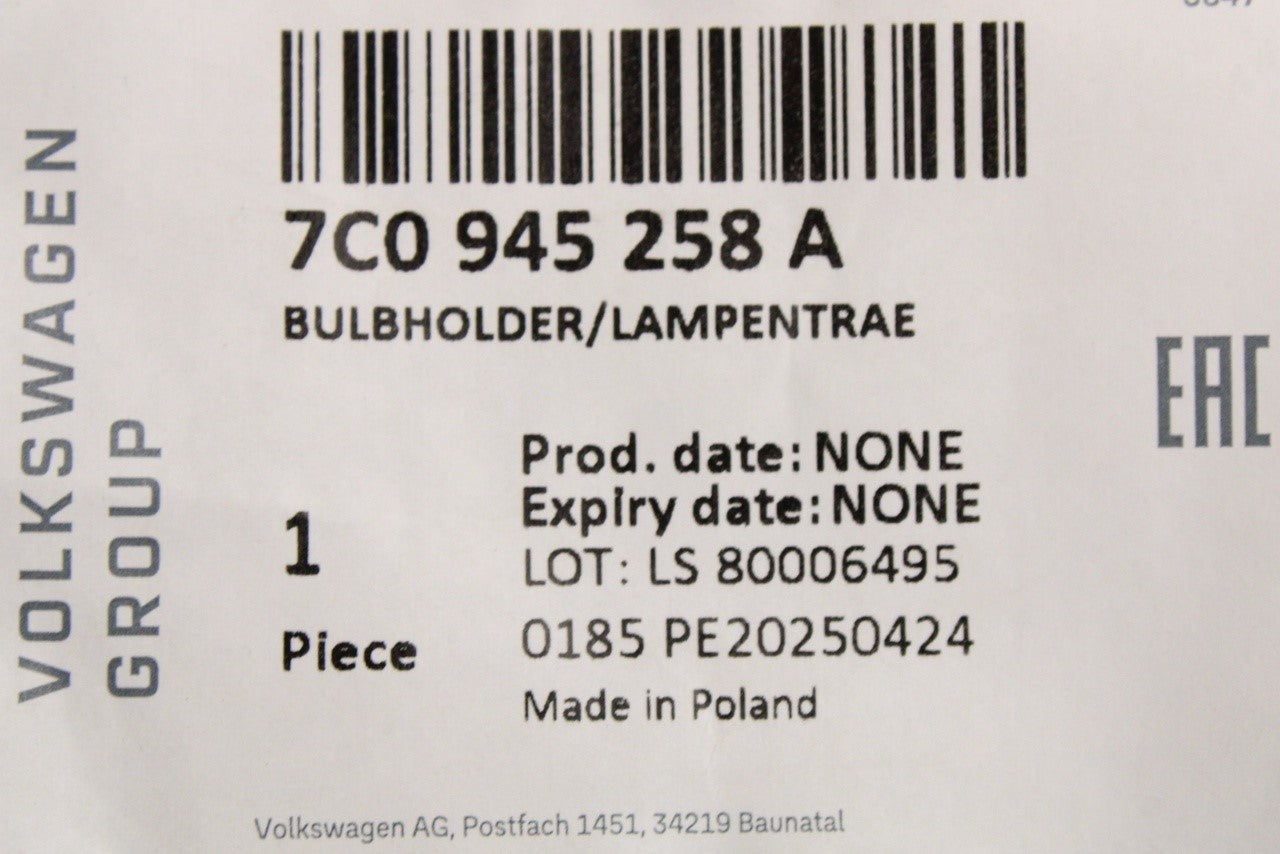 VOLKSWAGEN
GROUP
7C0 945 258 A
BULBHOLDER/LAMPENTRAE
EAC
Prod. date: NONE
Expiry date: NONE
1
LOT: LS 80006495
Piece
0185 PE20250424
Made in Poland
Volkswagen AG, Postfach 1451, 34219 Baunatal